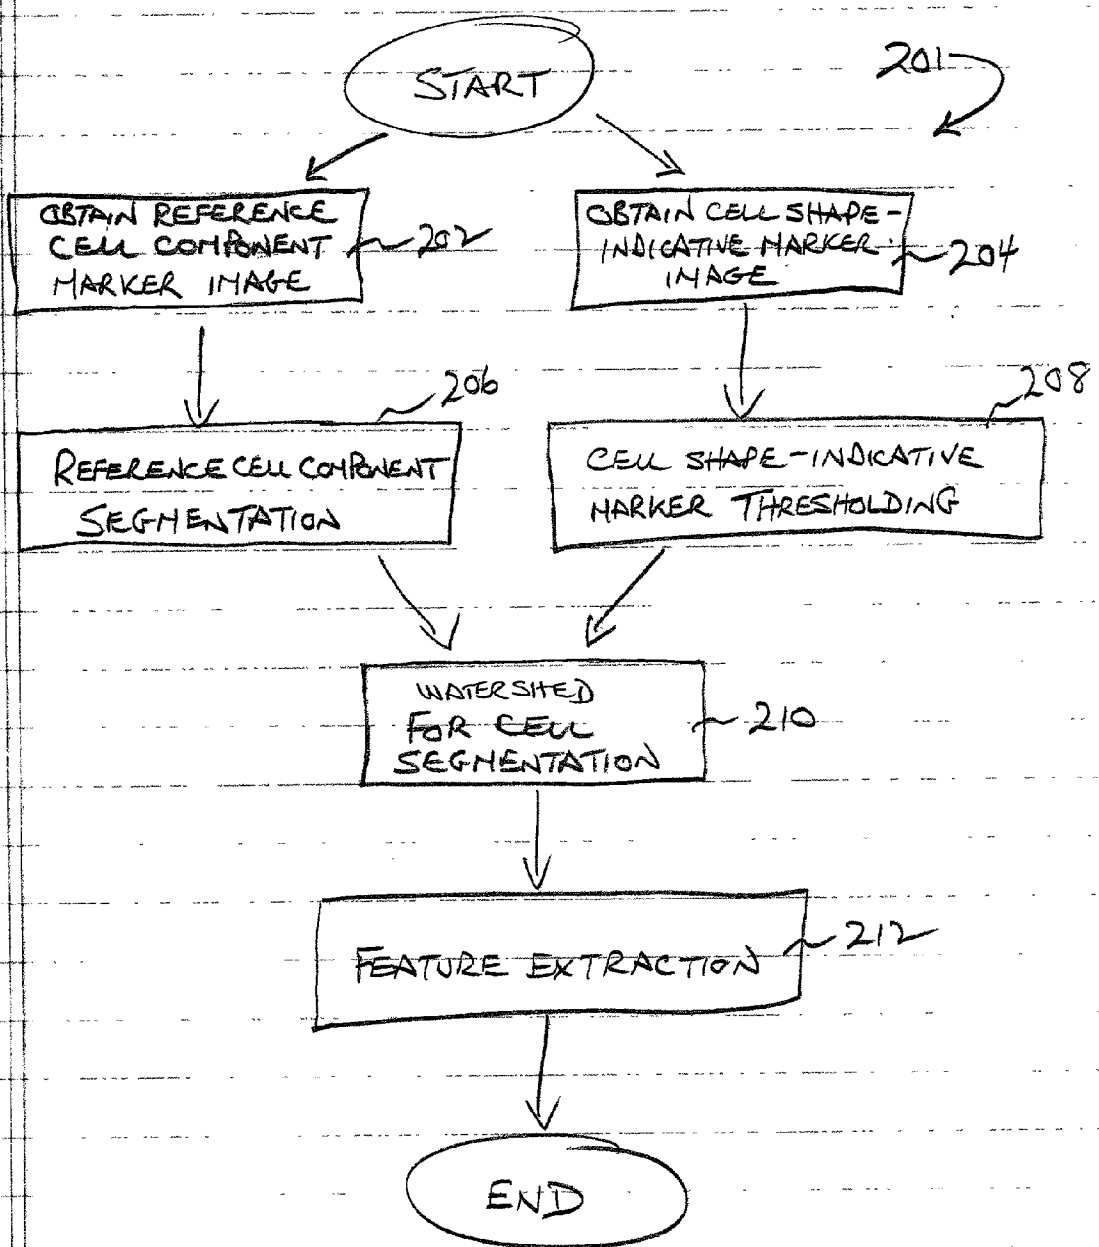 START
201
OBTAIN REFERENCE
CELL COMPONENT
MARKER IMAGE
202
OBTAIN CELL SHAPE-
INDICATIVE MARKER
IMAGE
204
206
REFERENCE CELL COMPONENT
SEGMENTATION
208
CELL SHAPE-INDICATIVE
MARKER THRESHOLDING
WATERSHED
FOR CELL
SEGMENTATION
210
FEATURE EXTRACTION
212
END